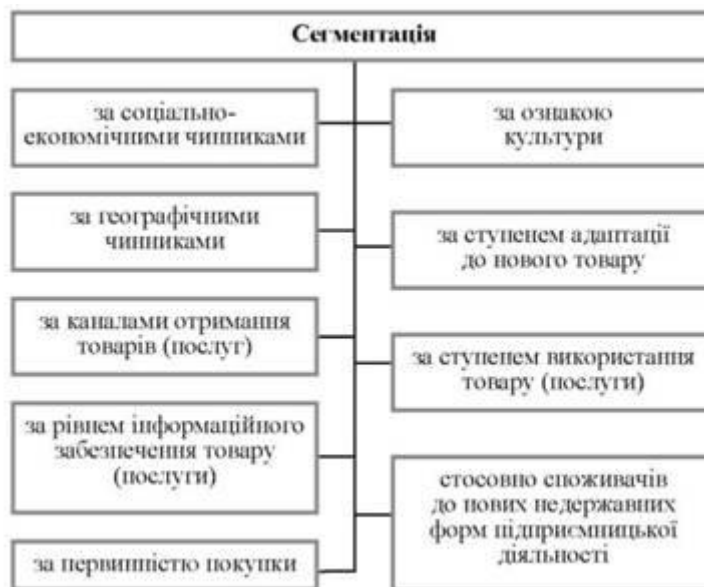 Сегментація
за соціально-
економічними чинниками
за географічними
чинниками
за каналами отримання
товарів (послуг)
за рівнем інформаційного
забезпечення товару
(послуги)
за первинністю покупки
за ознакою
культури
за ступенем адаптації
до нового товару
за ступенем використання
товару (послуги)
стосовно споживачів
до нових недержавних
форм підприємницької
діяльності